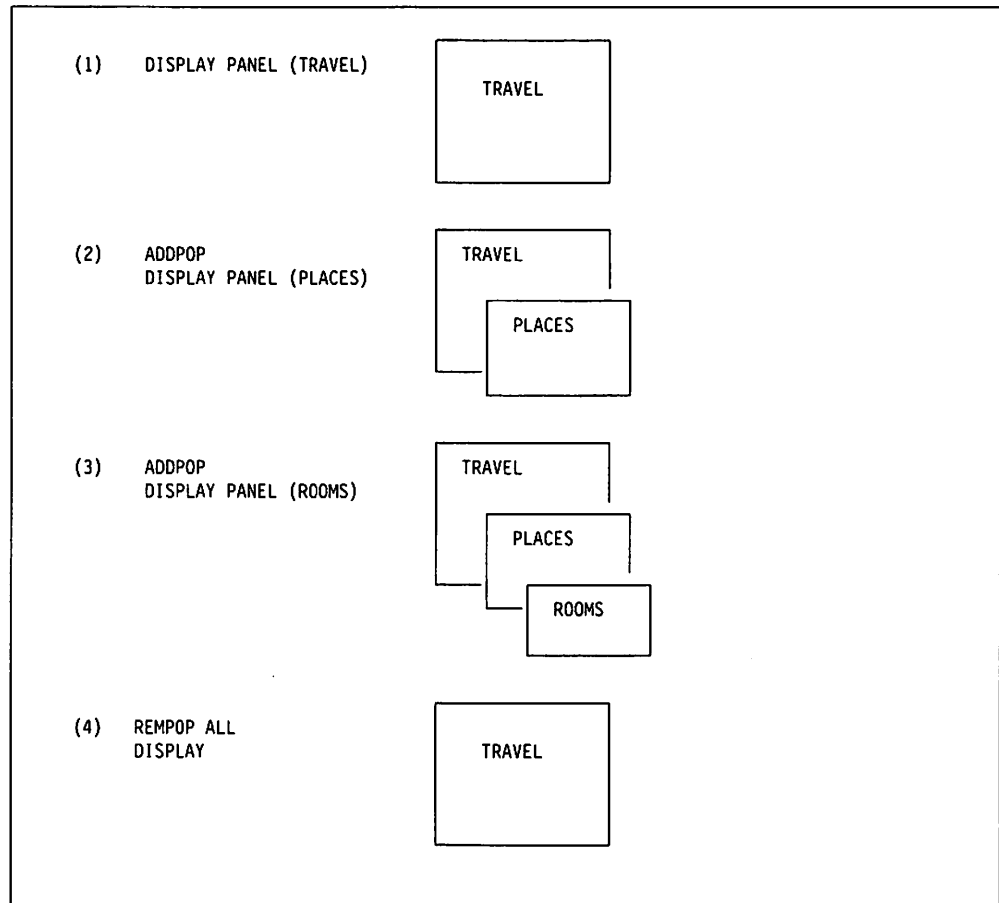 (1) DISPLAY PANEL (TRAVEL)
TRAVEL
(2) ADDPOP
DISPLAY PANEL (PLACES)
TRAVEL
PLACES
(3) ADDPOP
DISPLAY PANEL (ROOMS)
TRAVEL
PLACES
ROOMS
(4) REMPOP ALL
DISPLAY
TRAVEL